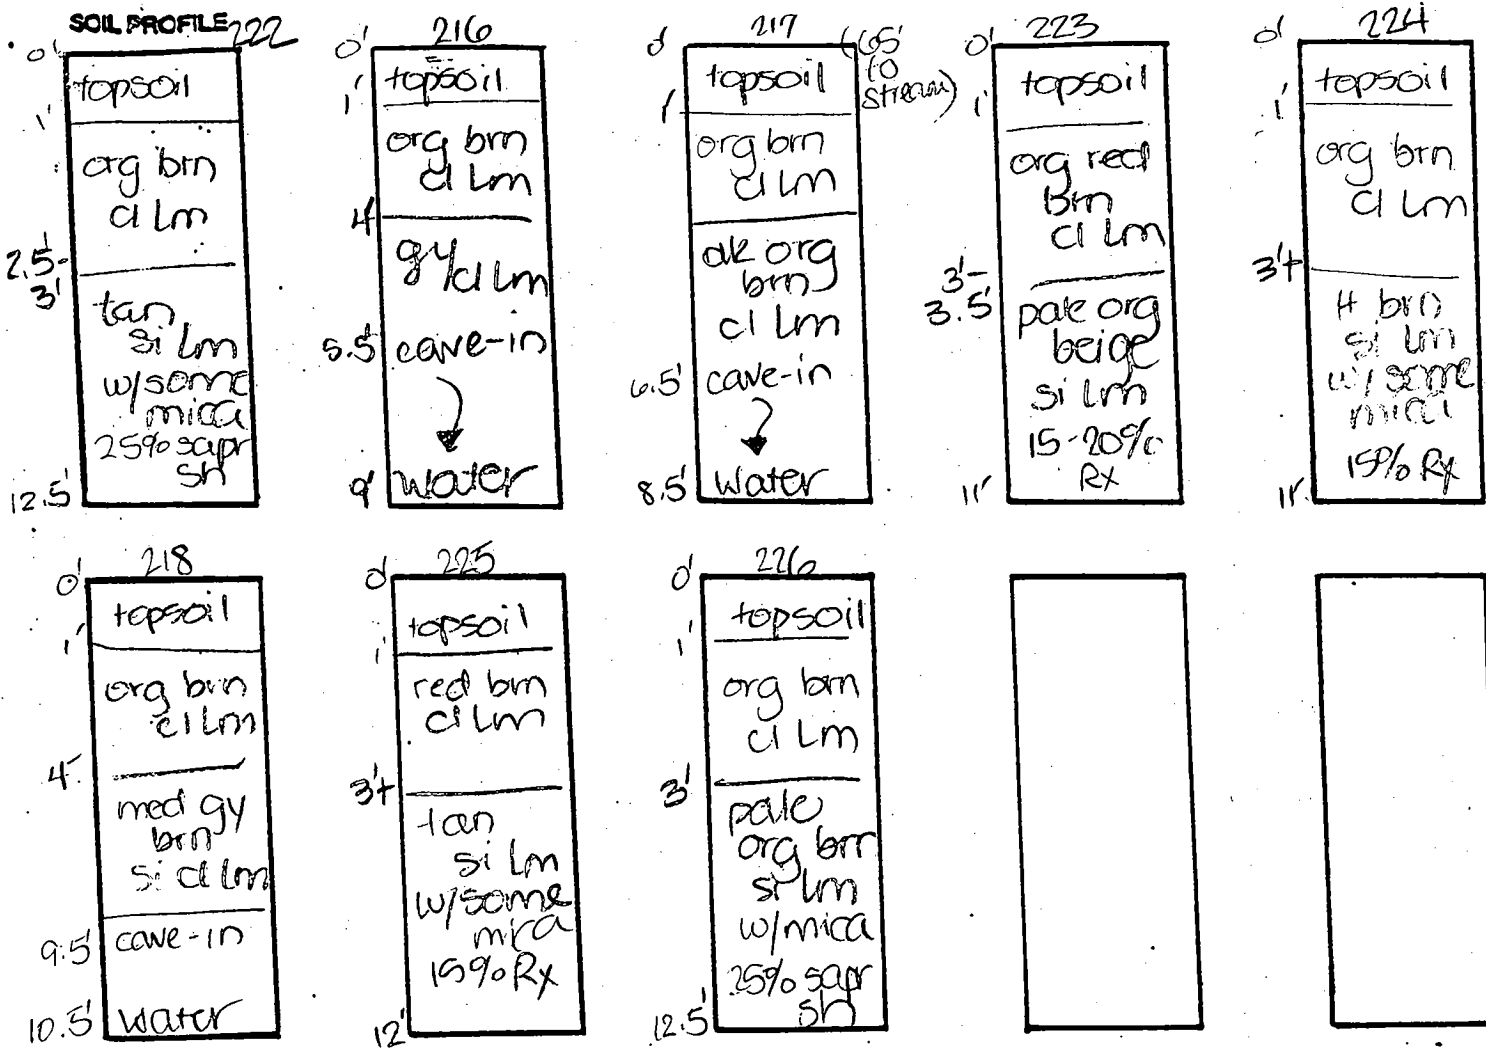 SOIL PROFILE 222
0'
topsoil
1'
org brn
cl Lm
2.5'-
3'
tan
si Lm
w/some
mica
25% sapr
sh
12.5'
216
0'
topsoil
1'
org brn
cl Lm
4'
gy cl Lm
5.5' cave-in
9' water
217
0'
(65'
to
stream)
topsoil
1'
org brn
cl Lm
dk org
brn
cl Lm
6.5' cave-in
8.5' water
223
0'
topsoil
1'
org red
brn
cl Lm
3'-
3.5'
pale org
beige
si Lm
15-20%
Rx
11'
224
0'
topsoil
1'
org brn
cl Lm
3'+
lt brn
si Lm
w/ some
mica
15% Rx
11'
218
0'
topsoil
1'
org brn
cl Lm
4'
med gy
brn
si cl Lm
9.5' cave-in
10.5' water
225
0'
topsoil
1'
red brn
cl Lm
3'+
tan
si Lm
w/some
mica
15% Rx
12'
226
0'
topsoil
1'
org brn
cl Lm
3'
pale
org brn
si Lm
w/mica
25% sapr
sh
12.5'